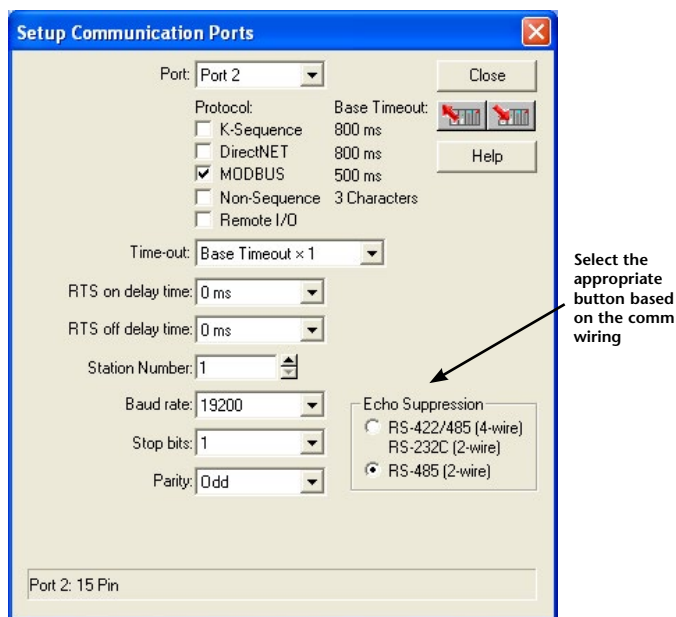 Setup Communication Ports
Port: Port 2
Close
Protocol: Base Timeout:
K-Sequence 800 ms
DirectNET 800 ms
Help
MODBUS 500 ms
Non-Sequence 3 Characters
Remote I/O
Time-out: Base Timeout × 1
RTS on delay time: 0 ms
RTS off delay time: 0 ms
Station Number: 1
Baud rate: 19200
Stop bits: 1
Parity: Odd
Echo Suppression
RS-422/485 (4-wire)
RS-232C (2-wire)
RS-485 (2-wire)
Select the
appropriate
button based
on the comm
wiring
Port 2: 15 Pin